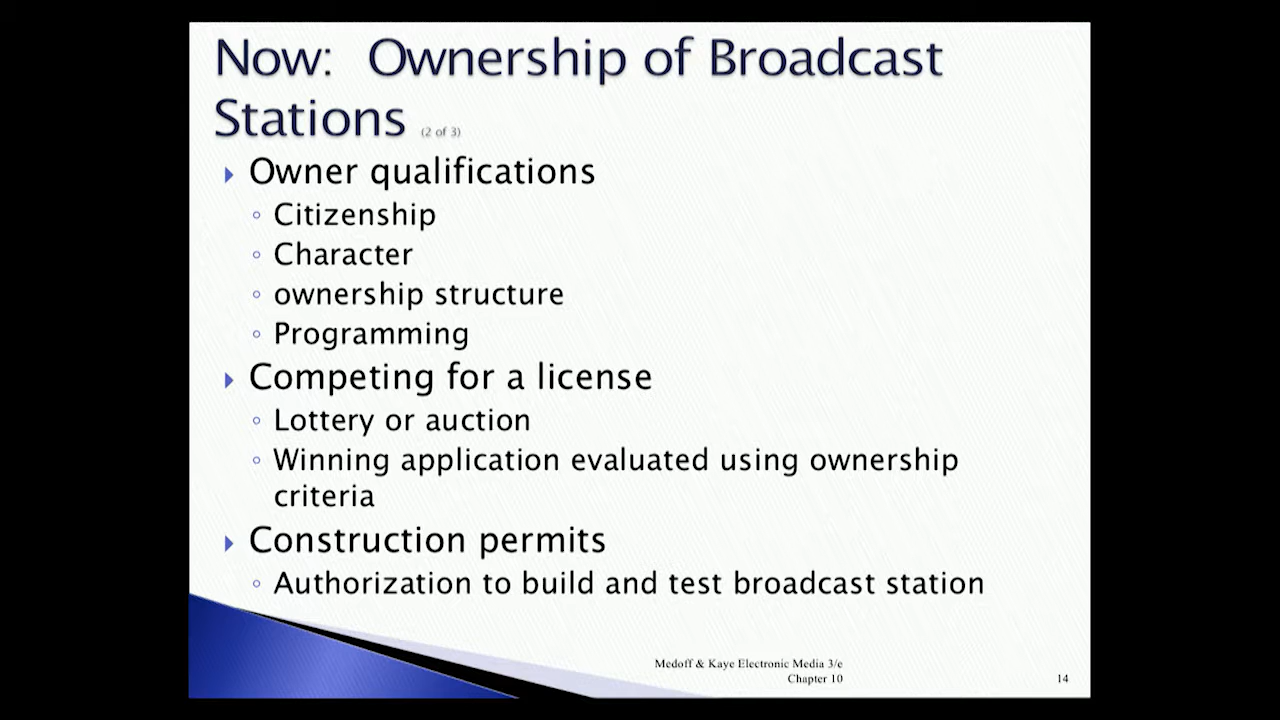 Now:  Ownership of Broadcast
Stations (2 of 3)
Owner qualifications
Citizenship
Character
ownership structure
Programming
Competing for a license
Lottery or auction
Winning application evaluated using ownership
criteria
Construction permits
Authorization to build and test broadcast station
Medoff & Kaye Electronic Media 3/e
Chapter 10
14